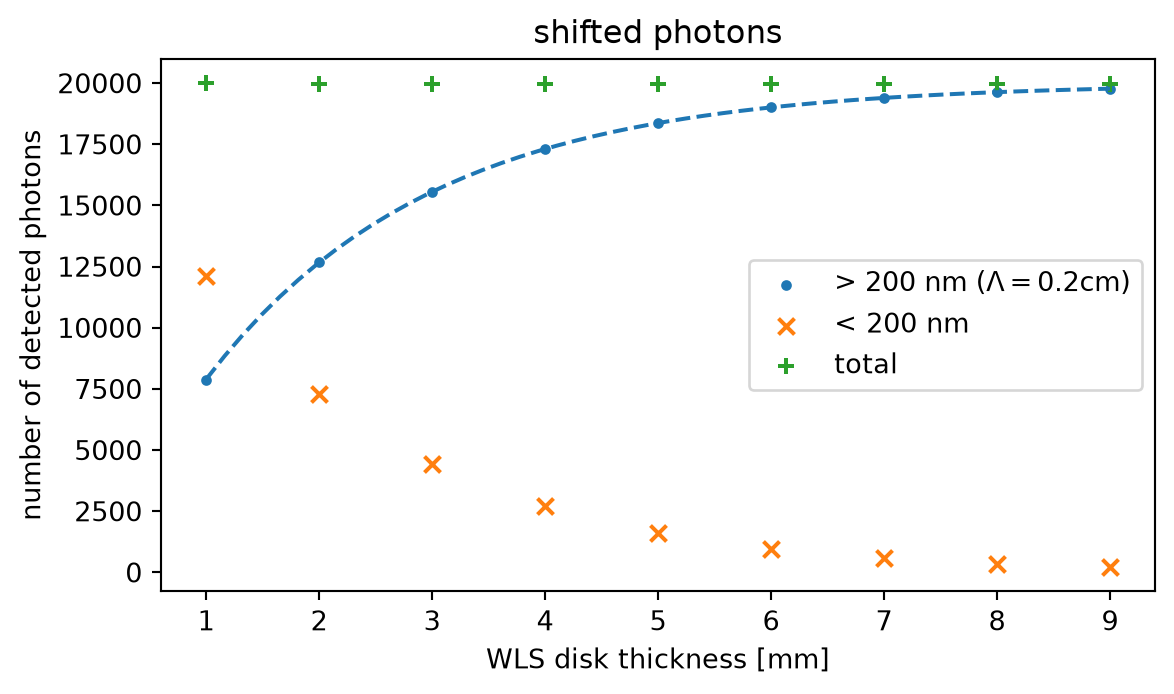 shifted photons
number of detected photons
20000
17500
15000
12500
10000
7500
5000
2500
0
> 200 nm (Λ = 0.2cm)
< 200 nm
total
1 2 3 4 5 6 7 8 9
WLS disk thickness [mm]